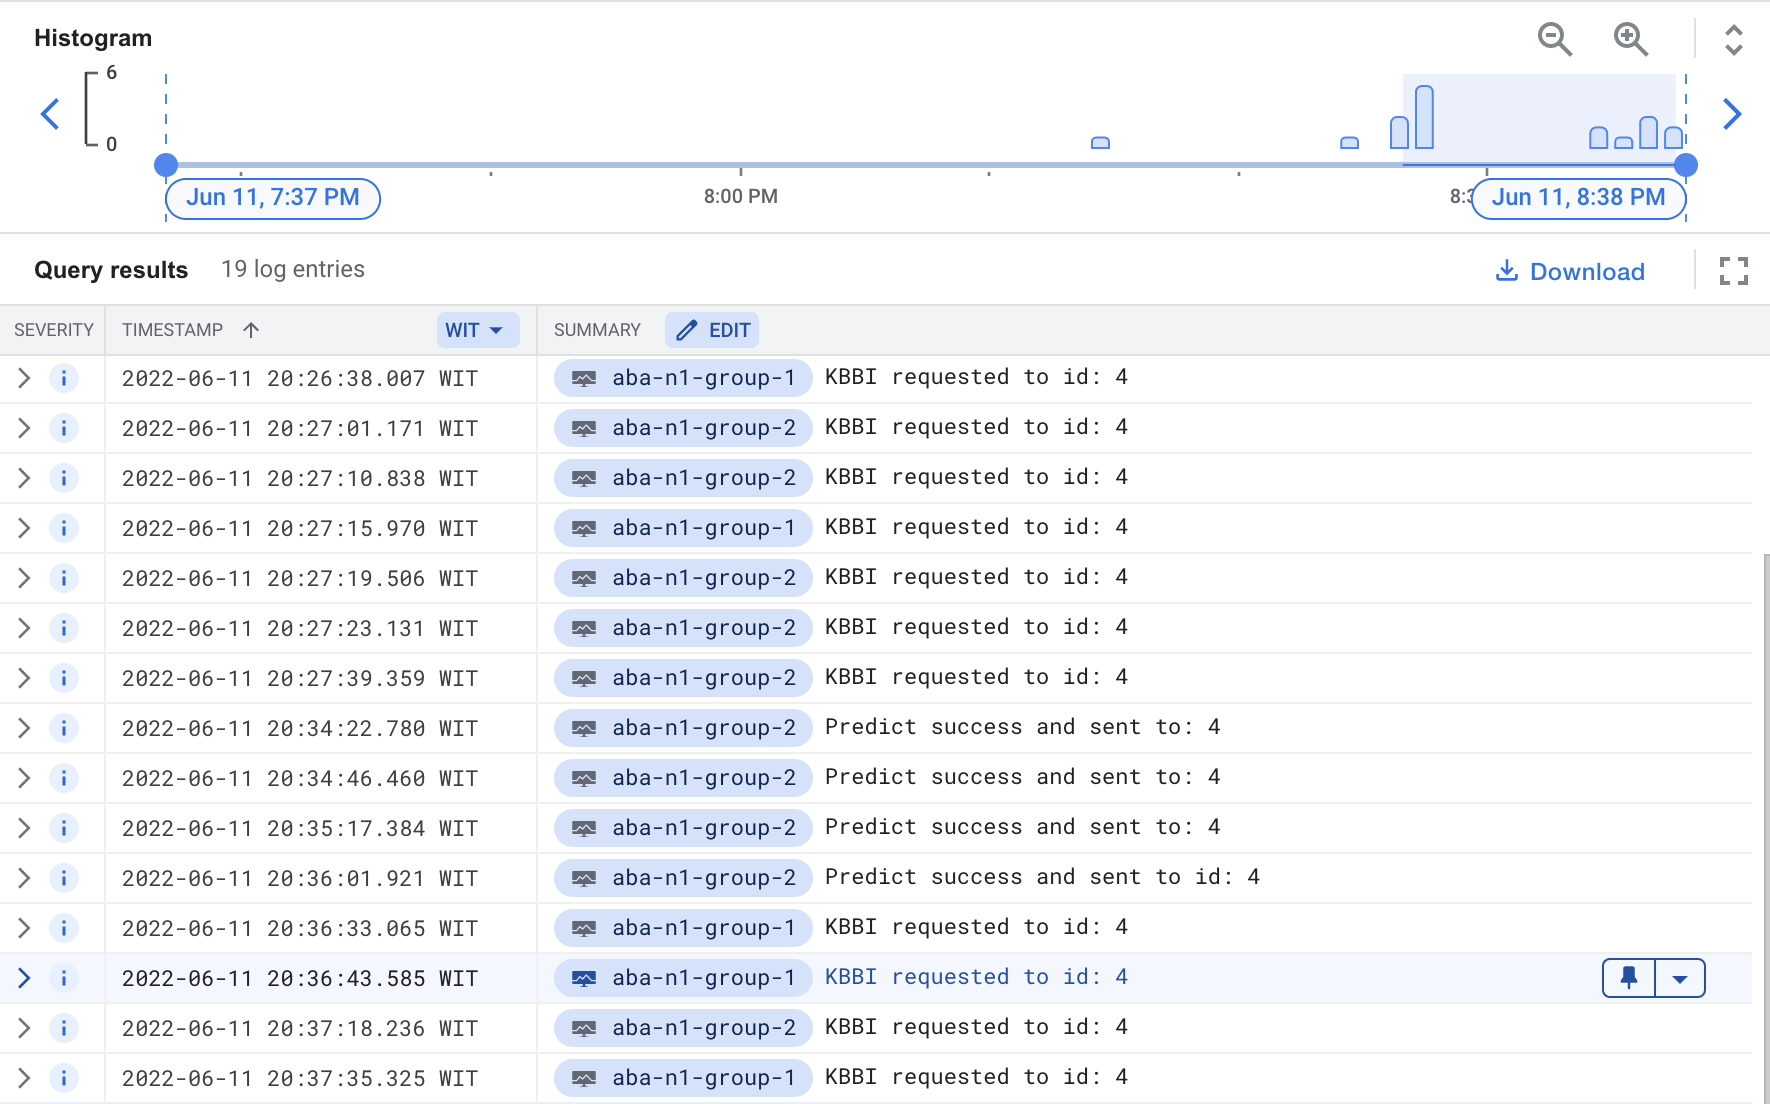 Histogram
6
0
8:00 PM
8:3
Jun 11, 7:37 PM
Jun 11, 8:38 PM
Query results 19 log entries Download
SEVERITY TIMESTAMP WIT SUMMARY EDIT
2022-06-11 20:26:38.007 WIT aba-n1-group-1 KBBI requested to id: 4
2022-06-11 20:27:01.171 WIT aba-n1-group-2 KBBI requested to id: 4
2022-06-11 20:27:10.838 WIT aba-n1-group-2 KBBI requested to id: 4
2022-06-11 20:27:15.970 WIT aba-n1-group-1 KBBI requested to id: 4
2022-06-11 20:27:19.506 WIT aba-n1-group-2 KBBI requested to id: 4
2022-06-11 20:27:23.131 WIT aba-n1-group-2 KBBI requested to id: 4
2022-06-11 20:27:39.359 WIT aba-n1-group-2 KBBI requested to id: 4
2022-06-11 20:34:22.780 WIT aba-n1-group-2 Predict success and sent to: 4
2022-06-11 20:34:46.460 WIT aba-n1-group-2 Predict success and sent to: 4
2022-06-11 20:35:17.384 WIT aba-n1-group-2 Predict success and sent to: 4
2022-06-11 20:36:01.921 WIT aba-n1-group-2 Predict success and sent to id: 4
2022-06-11 20:36:33.065 WIT aba-n1-group-1 KBBI requested to id: 4
2022-06-11 20:36:43.585 WIT aba-n1-group-1 KBBI requested to id: 4
2022-06-11 20:37:18.236 WIT aba-n1-group-2 KBBI requested to id: 4
2022-06-11 20:37:35.325 WIT aba-n1-group-1 KBBI requested to id: 4